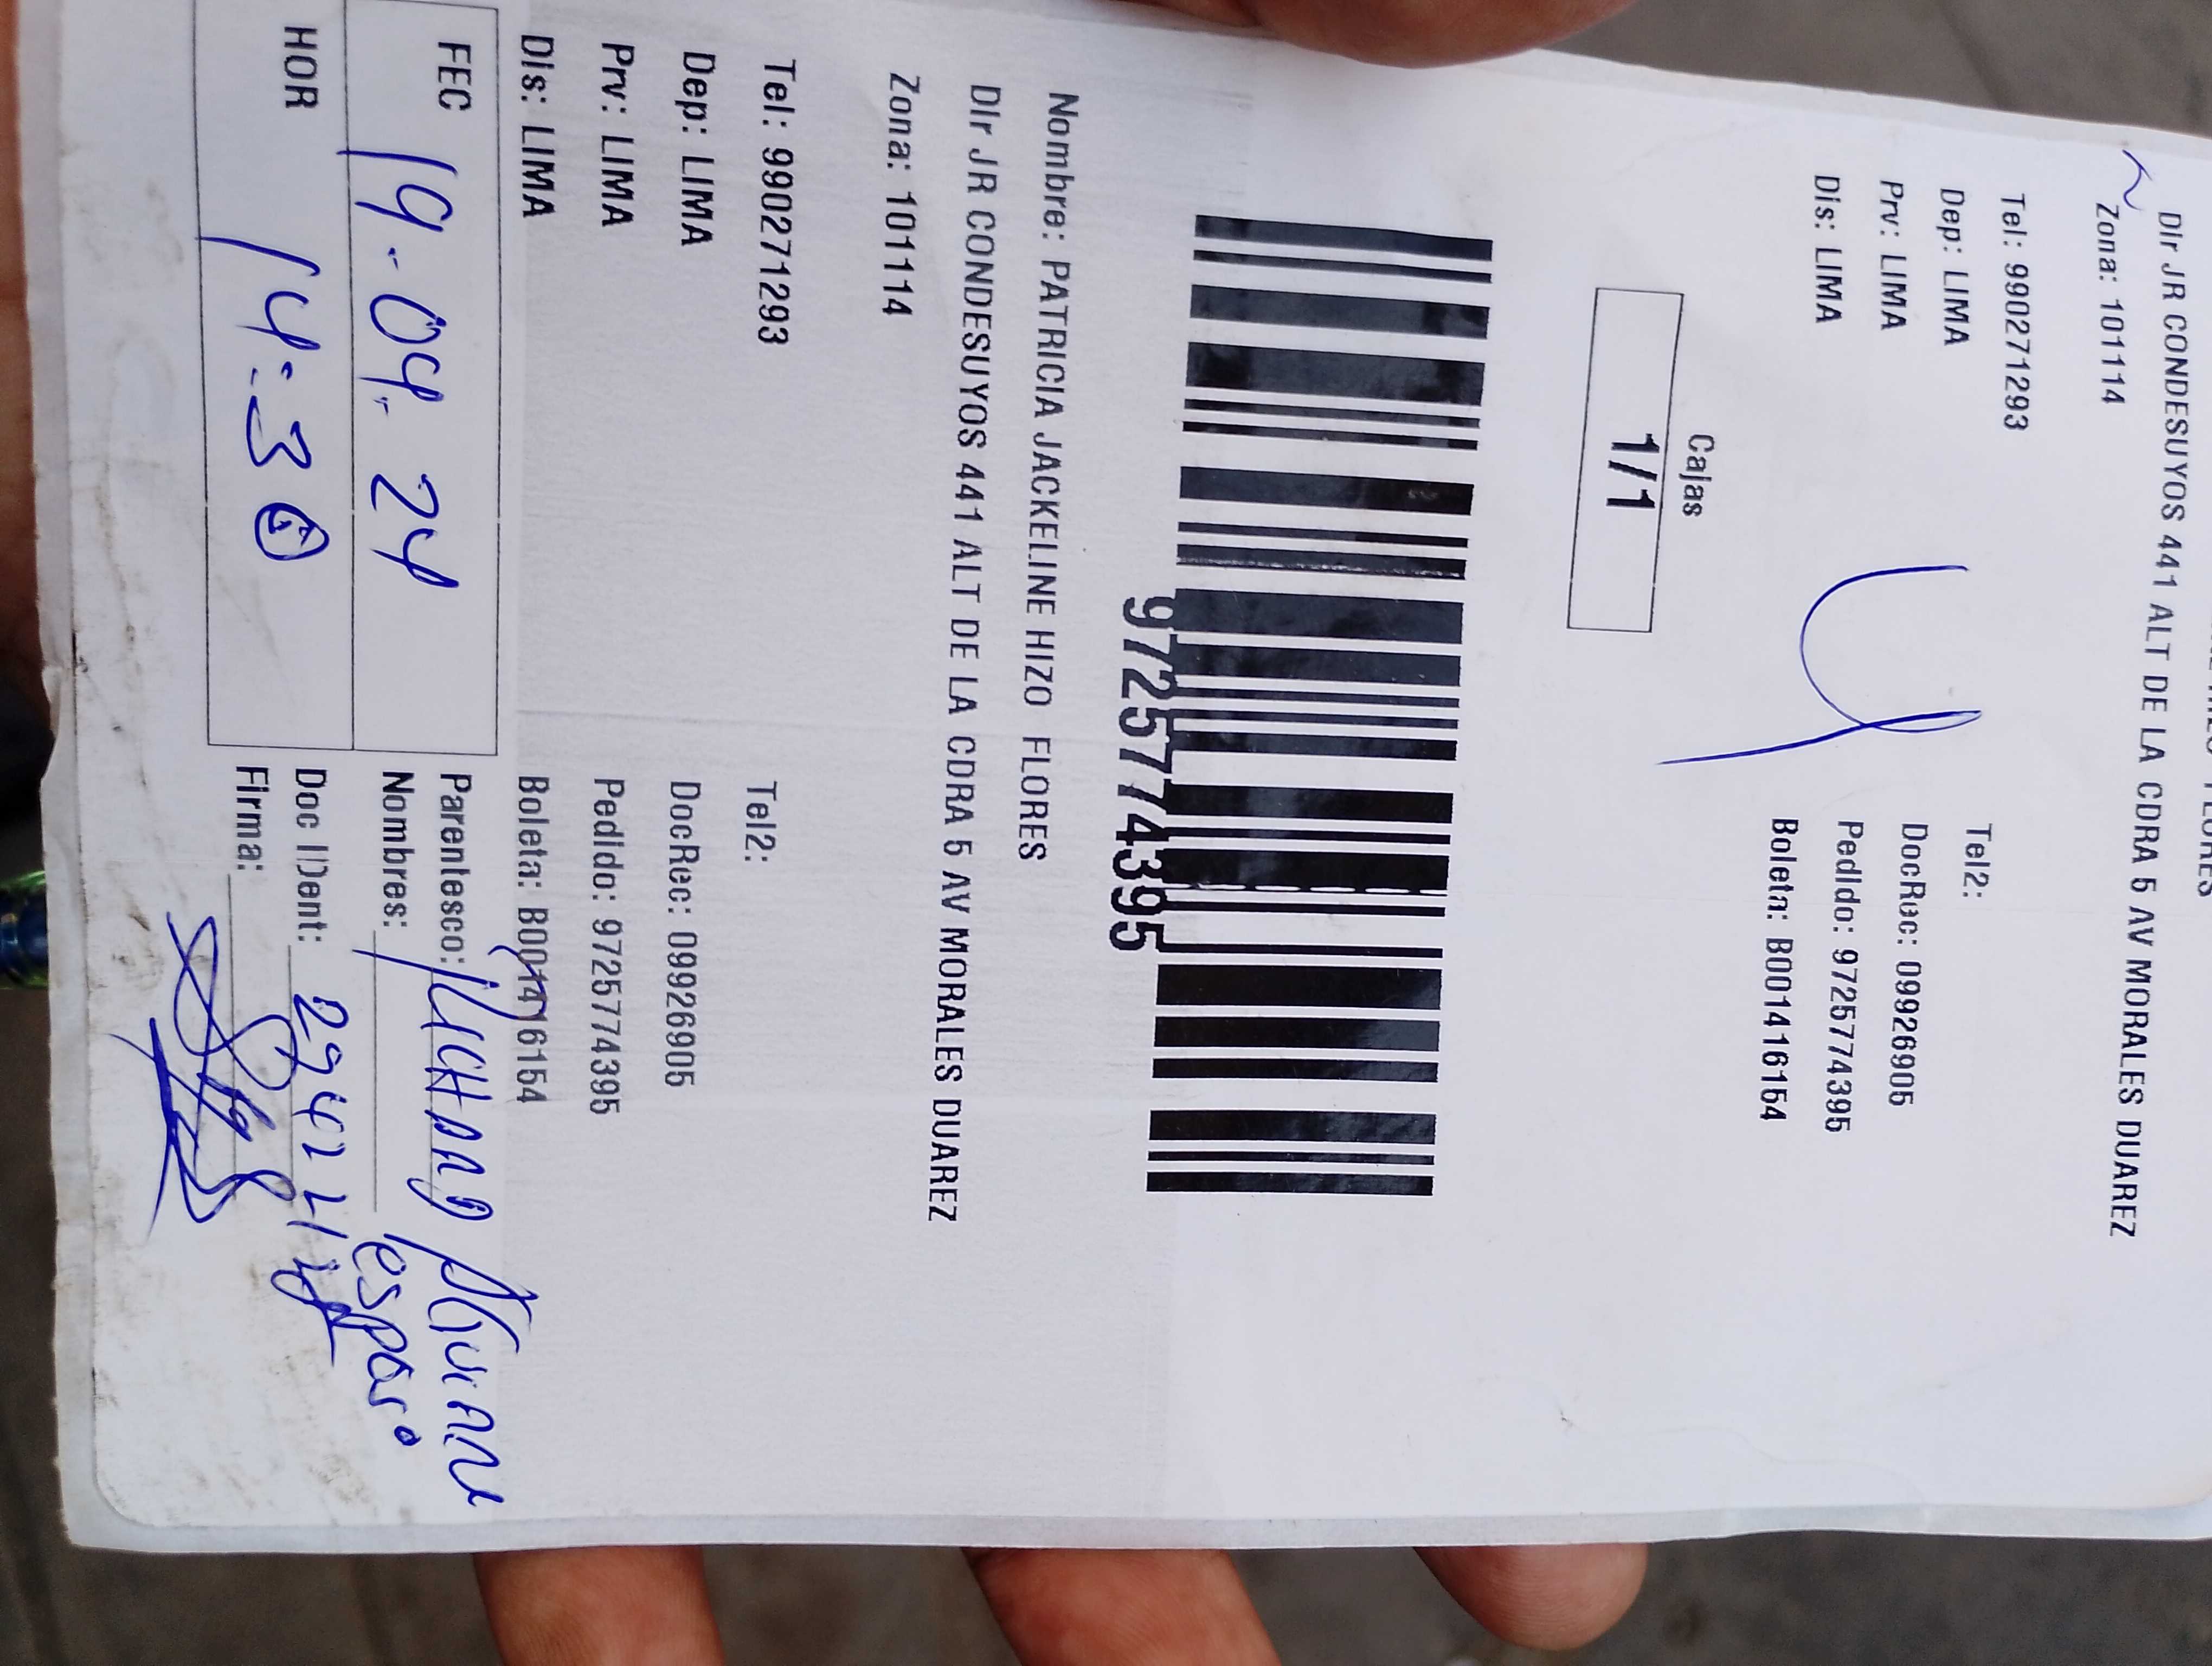 Dir JR CONDESUYOS 441 ALT DE LA CDRA 5 AV MORALES DUAREZ
Zona: 101114
Tel: 990271293 Tel2:
Dep: LIMA DocRec: 09926905
Prv: LIMA Pedido: 9725774395
Dis: LIMA Boleta: B001416154
Cajas
1/1
9725774395
Nombre: PATRICIA JACKELINE HIZO FLORES
Dir JR CONDESUYOS 441 ALT DE LA CDRA 5 AV MORALES DUAREZ
Zona: 101114
Tel: 990271293 Tel2:
Dep: LIMA DocRec: 09926905
Prv: LIMA Pedido: 9725774395
Dis: LIMA Boleta: B001416154
FEC 19.04.24 Parentesco:
Nombres: esposo
HOR 14:30 Doc IDent:
Firma: